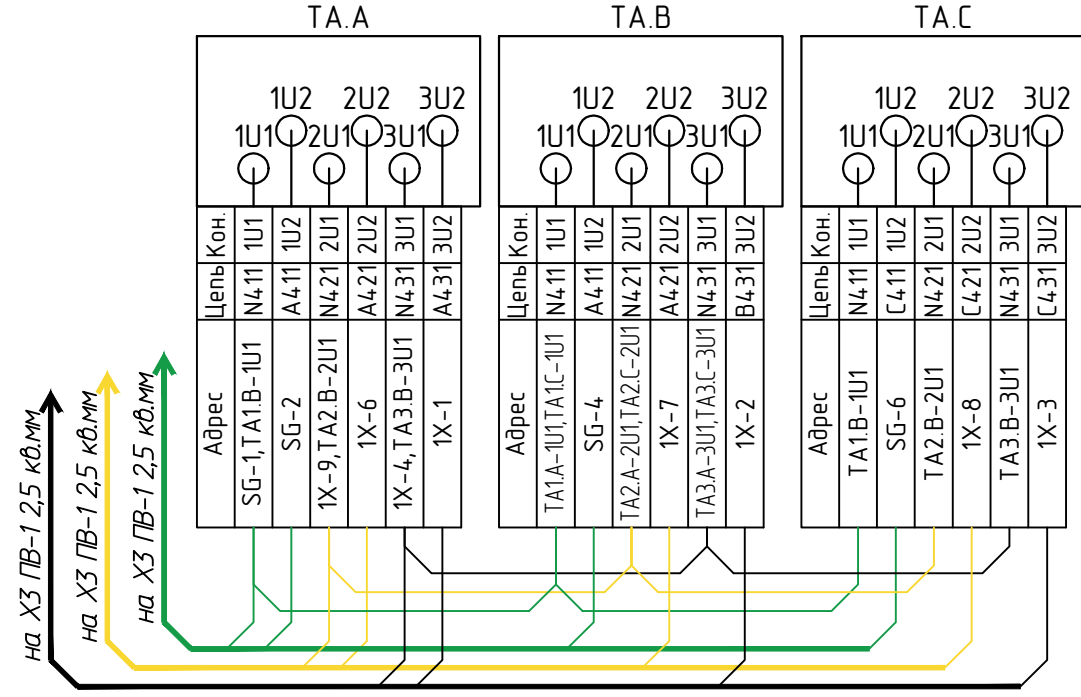 TA.A
1U2 2U2 3U2
1U1 2U1 3U1
Кон. 1U1 1U2 2U1 2U2 3U1 3U2
Цепь N411 A411 N421 A421 N431 A431
Адрес SG-1,TA1.B-1U1 SG-2 1X-9,TA2.B-2U1 1X-6 1X-4,TA3.B-3U1 1X-1
TA.B
1U2 2U2 3U2
1U1 2U1 3U1
Кон. 1U1 1U2 2U1 2U2 3U1 3U2
Цепь N411 A411 N421 A421 N431 B431
Адрес TA1.A-1U1,TA1.C-1U1 SG-4 TA2.A-2U1,TA2.C-2U1 1X-7 TA3.A-3U1,TA3.C-3U1 1X-2
TA.C
1U2 2U2 3U2
1U1 2U1 3U1
Кон. 1U1 1U2 2U1 2U2 3U1 3U2
Цепь N411 C411 N421 C421 N431 C431
Адрес TA1.B-1U1 SG-6 TA2.B-2U1 1X-8 TA3.B-3U1 1X-3
на Х3 ПВ-1 2,5 кв.мм
на Х3 ПВ-1 2,5 кв.мм
на Х3 ПВ-1 2,5 кв.мм